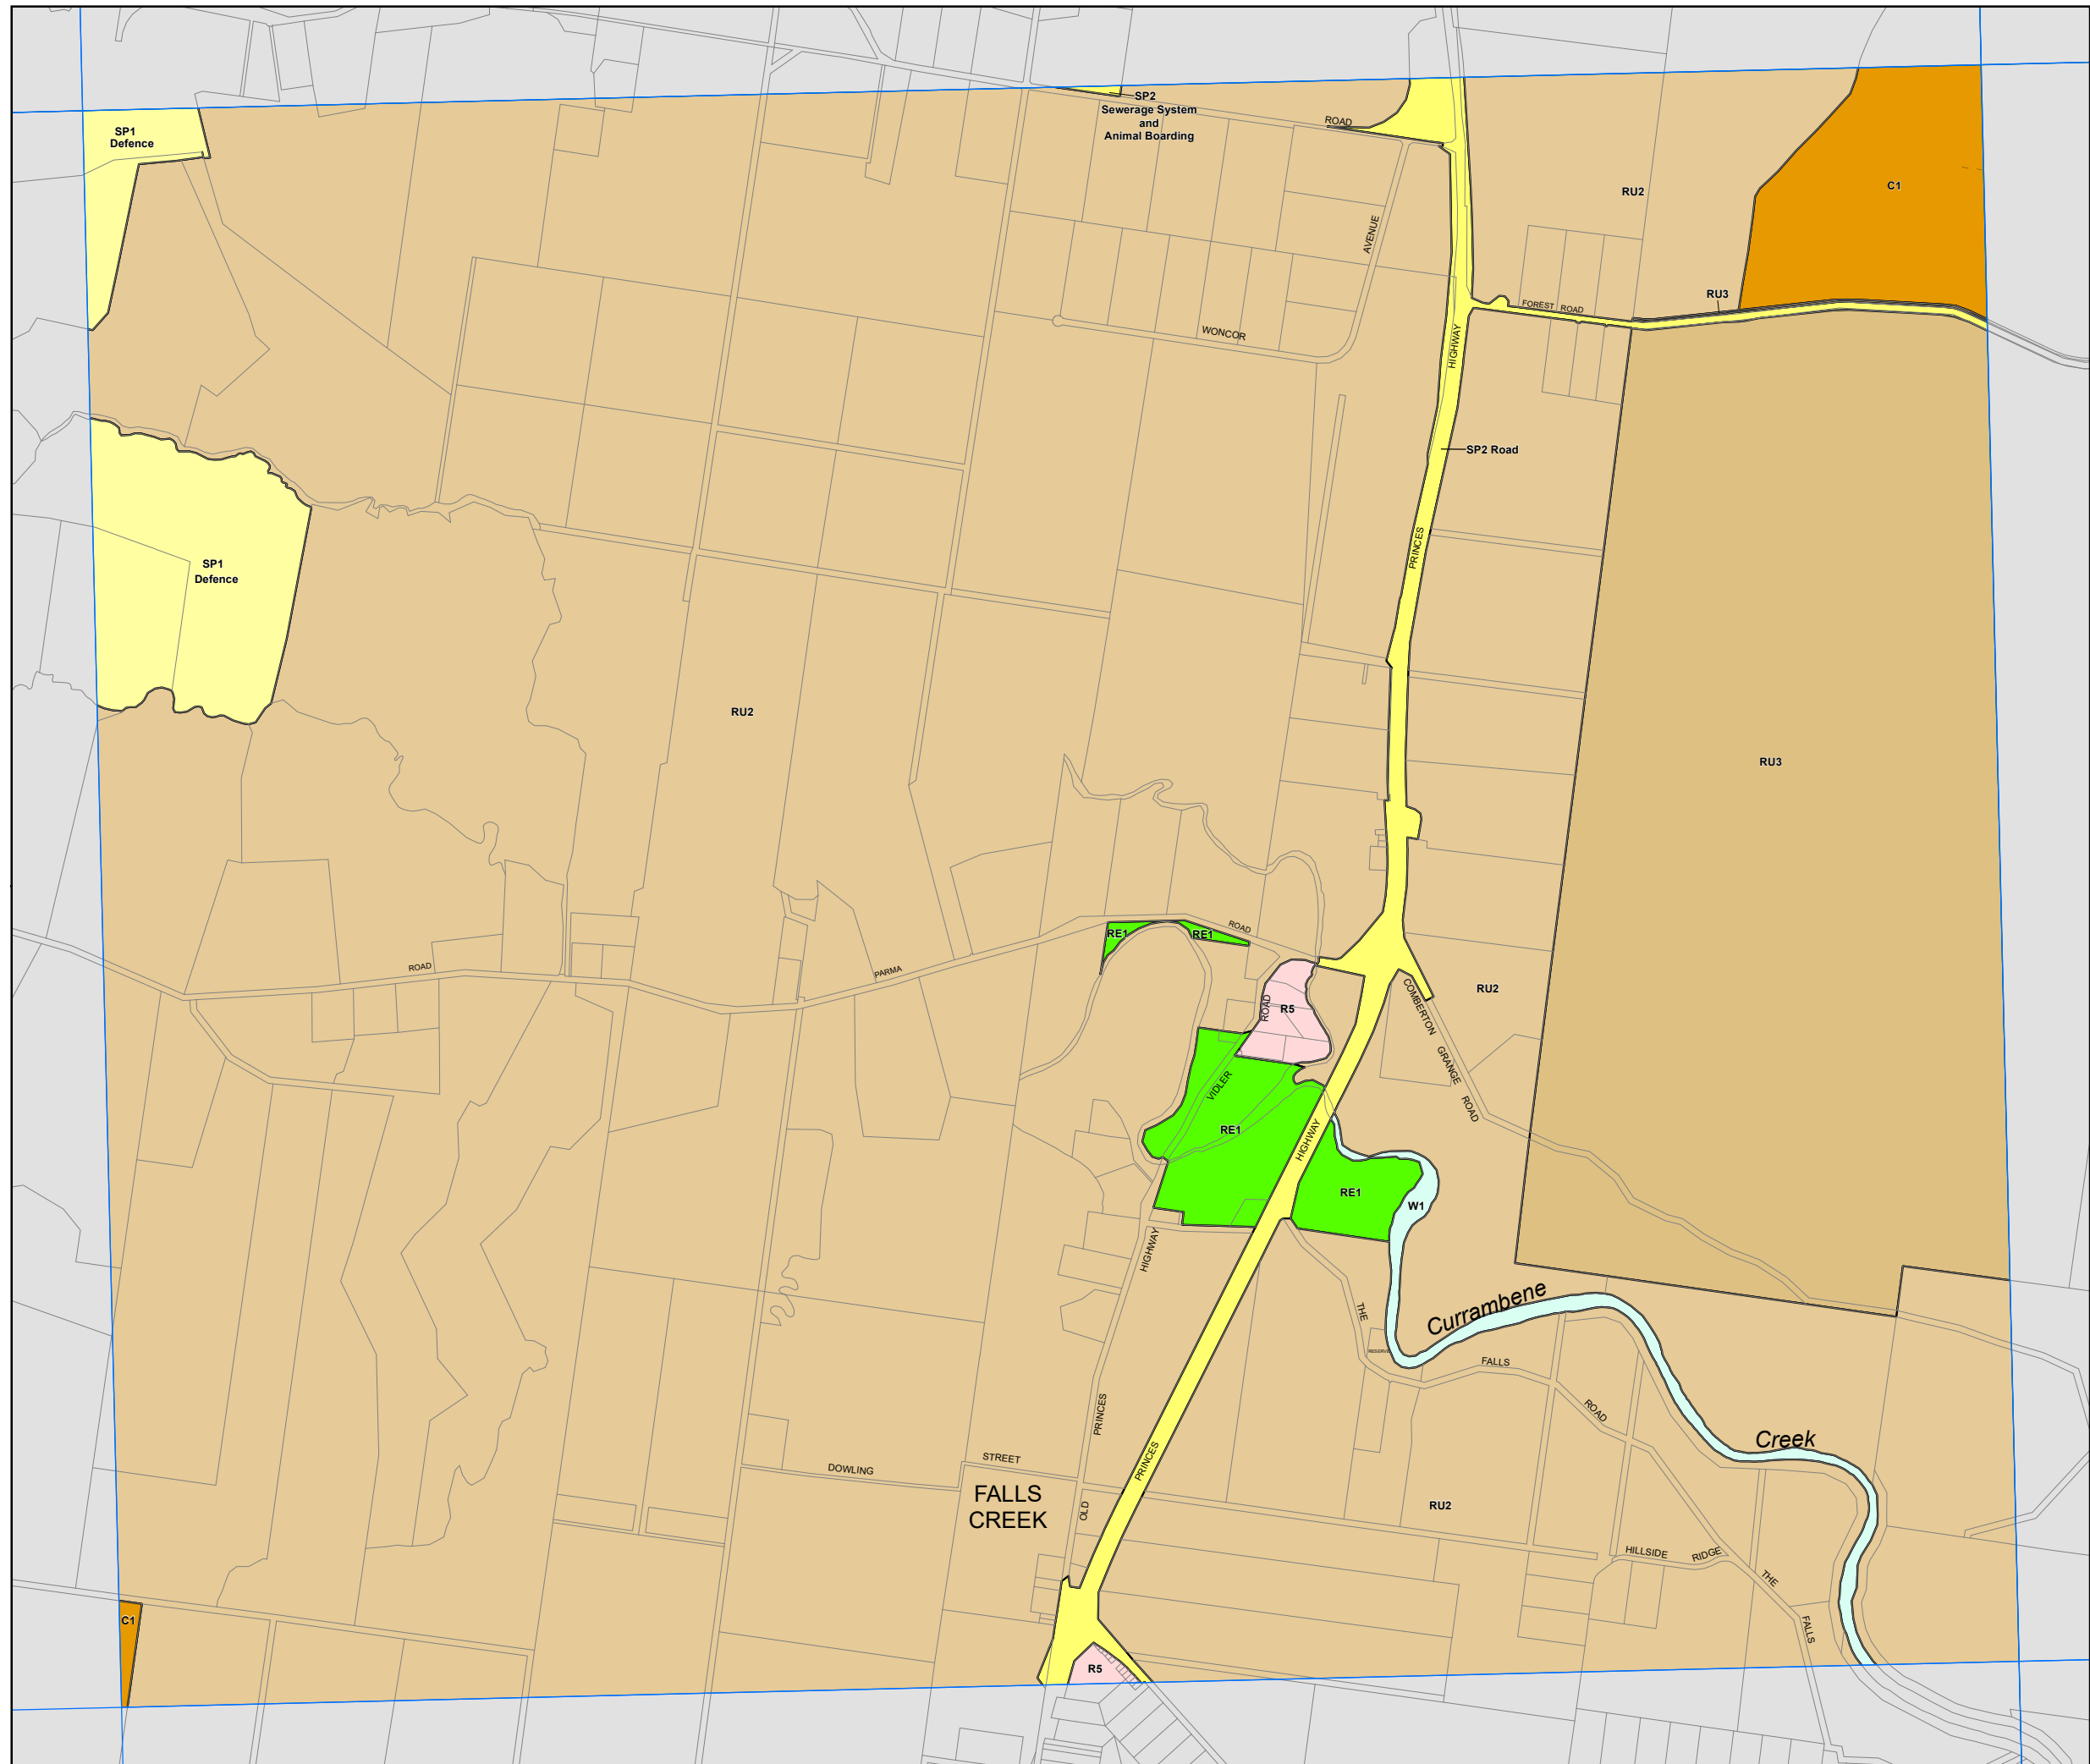 SP1
Defence
SP2
Sewerage System
and
Animal Boarding
ROAD
RU2
C1
AVENUE
RU3
FOREST ROAD
WONCOR
HIGHWAY
SP2 Road
PRINCES
SP1
Defence
RU2
RU3
RE1
RE1
ROAD
ROAD
PARMA
RU2
R5
ROAD
COMBERTON
GRANGE
ROAD
VIDLER
RE1
HIGHWAY
RE1
W1
HIGHWAY
THE
Currambene
RESERVE
FALLS
ROAD
PRINCES
Creek
STREET
DOWLING
PRINCES
FALLS
CREEK
OLD
RU2
HILLSIDE
RIDGE
THE
FALLS
C1
R5